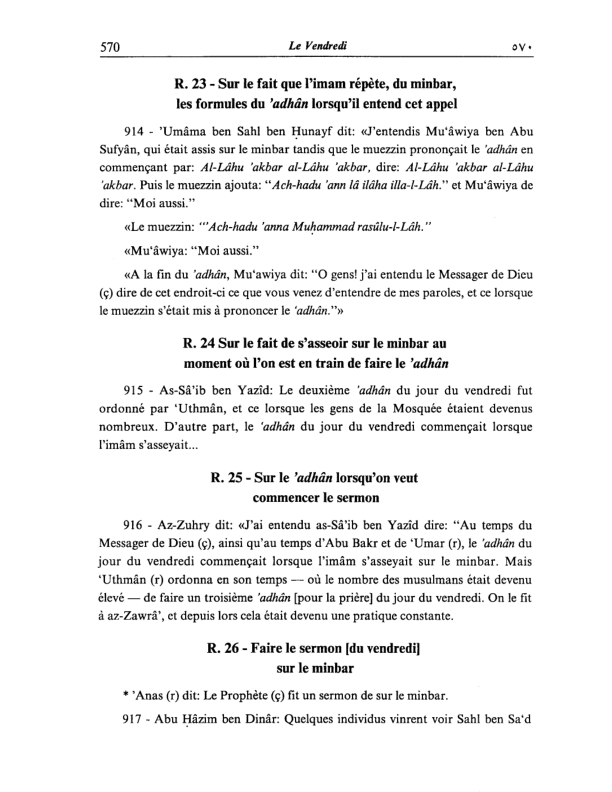 570 Le Vendredi ٥٧٠
R. 23 - Sur le fait que l'imam répète, du minbar,
les formules du 'adhân lorsqu'il entend cet appel
914 - 'Umâma ben Sahl ben Ḥunayf dit: «J'entendis Mu‘âwiya ben Abu
Sufyân, qui était assis sur le minbar tandis que le muezzin prononçait le 'adhân en
commençant par: Al-Lâhu 'akbar al-Lâhu 'akbar, dire: Al-Lâhu 'akbar al-Lâhu
'akbar. Puis le muezzin ajouta: “Ach-hadu 'ann lâ ilâha illa-l-Lâh.” et Mu‘âwiya de
dire: “Moi aussi.”
«Le muezzin: “'Ach-hadu 'anna Muḥammad rasûlu-l-Lâh.”
«Mu‘âwiya: “Moi aussi.”
«A la fin du 'adhân, Mu‘awiya dit: “O gens! j'ai entendu le Messager de Dieu
(ç) dire de cet endroit-ci ce que vous venez d'entendre de mes paroles, et ce lorsque
le muezzin s'était mis à prononcer le 'adhân.”»
R. 24 Sur le fait de s'asseoir sur le minbar au
moment où l'on est en train de faire le 'adhân
915 - As-Sâ'ib ben Yazîd: Le deuxième 'adhân du jour du vendredi fut
ordonné par ‘Uthmân, et ce lorsque les gens de la Mosquée étaient devenus
nombreux. D'autre part, le 'adhân du jour du vendredi commençait lorsque
l'imâm s'asseyait...
R. 25 - Sur le 'adhân lorsqu'on veut
commencer le sermon
916 - Az-Zuhry dit: «J'ai entendu as-Sâ'ib ben Yazîd dire: “Au temps du
Messager de Dieu (ç), ainsi qu'au temps d'Abu Bakr et de ‘Umar (r), le 'adhân du
jour du vendredi commençait lorsque l'imâm s'asseyait sur le minbar. Mais
‘Uthmân (r) ordonna en son temps — où le nombre des musulmans était devenu
élevé — de faire un troisième 'adhân [pour la prière] du jour du vendredi. On le fit
à az-Zawrâ', et depuis lors cela était devenu une pratique constante.
R. 26 - Faire le sermon [du vendredi]
sur le minbar
* 'Anas (r) dit: Le Prophète (ç) fit un sermon de sur le minbar.
917 - Abu Ḥâzim ben Dinâr: Quelques individus vinrent voir Sahl ben Sa‘d